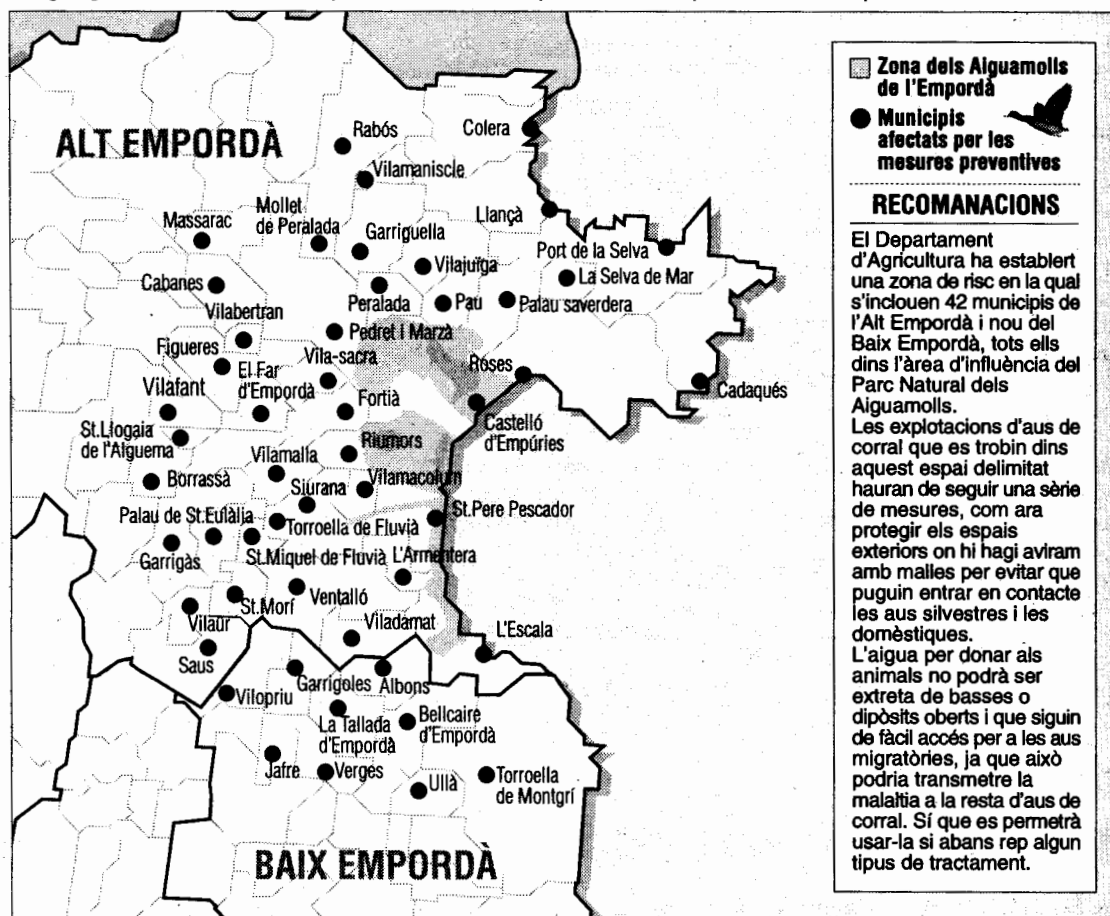 ALT EMPORDÀ
Rabós
Colera
Vilamaniscle
Massarac
Mollet
de Peralada
Garriguella
Llançà
Port de la Selva
Vilajuïga
La Selva de Mar
Cabanes
Peralada
Pau
Palau saverdera
Vilabertran
Pedret i Marzà
Figueres
Vila-sacra
Roses
Cadaqués
El Far
d'Empordà
Vilafant
Fortià
Castelló
d'Empúries
St.Llogaia
de l'Alguema
Riumors
Vilamalla
Borrassà
Siurana
Vilamacolum
St.Pere Pescador
Palau de St.Eulàlia
Torroella de Fluvià
Garrigàs
St.Miquel de Fluvià
L'Armentera
Ventalló
St.Morí
Vilaür
Viladamat
L'Escala
Saus
Garrigoles
Albons
Vilopriu
La Tallada
d'Empordà
Bellcaire
d'Empordà
Jafre
Verges
Ullà
Torroella
de Montgrí
BAIX EMPORDÀ
Zona dels Aiguamolls
de l'Empordà
Municipis
afectats per les
mesures preventives
RECOMANACIONS
El Departament
d'Agricultura ha establert
una zona de risc en la qual
s'inclouen 42 municipis de
l'Alt Empordà i nou del
Baix Empordà, tots ells
dins l'àrea d'influència del
Parc Natural dels
Aiguamolls.
Les explotacions d'aus de
corral que es trobin dins
aquest espai delimitat
hauran de seguir una sèrie
de mesures, com ara
protegir els espais
exteriors on hi hagi aviram
amb malles per evitar que
puguin entrar en contacte
les aus silvestres i les
domèstiques.
L'aigua per donar als
animals no podrà ser
extreta de basses o
dipòsits oberts i que siguin
de fàcil accés per a les aus
migratòries, ja que això
podria transmetre la
malaltia a la resta d'aus de
corral. Sí que es permetrà
usar-la si abans rep algun
tipus de tractament.